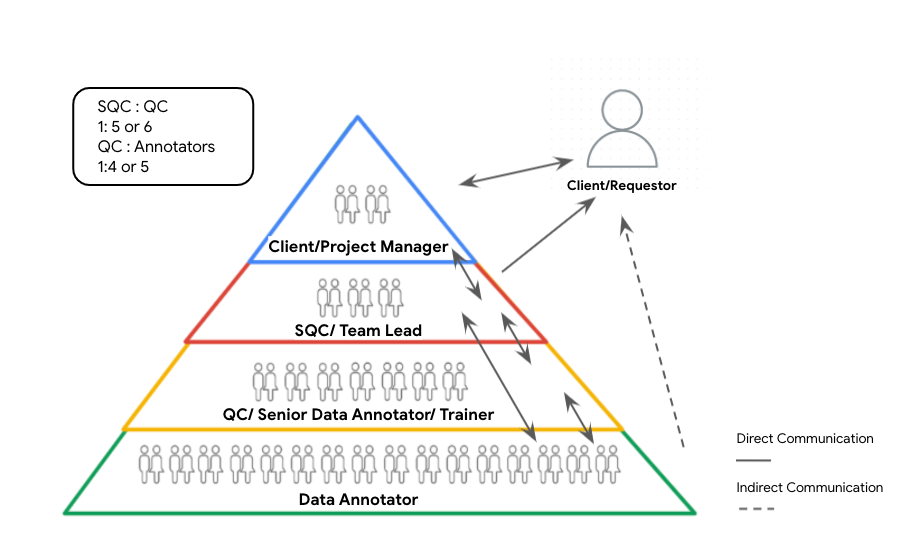 SQC : QC
1: 5 or 6
QC : Annotators
1:4 or 5
Client/Requestor
Client/Project Manager
SQC/ Team Lead
QC/ Senior Data Annotator/ Trainer
Data Annotator
Direct Communication
Indirect Communication